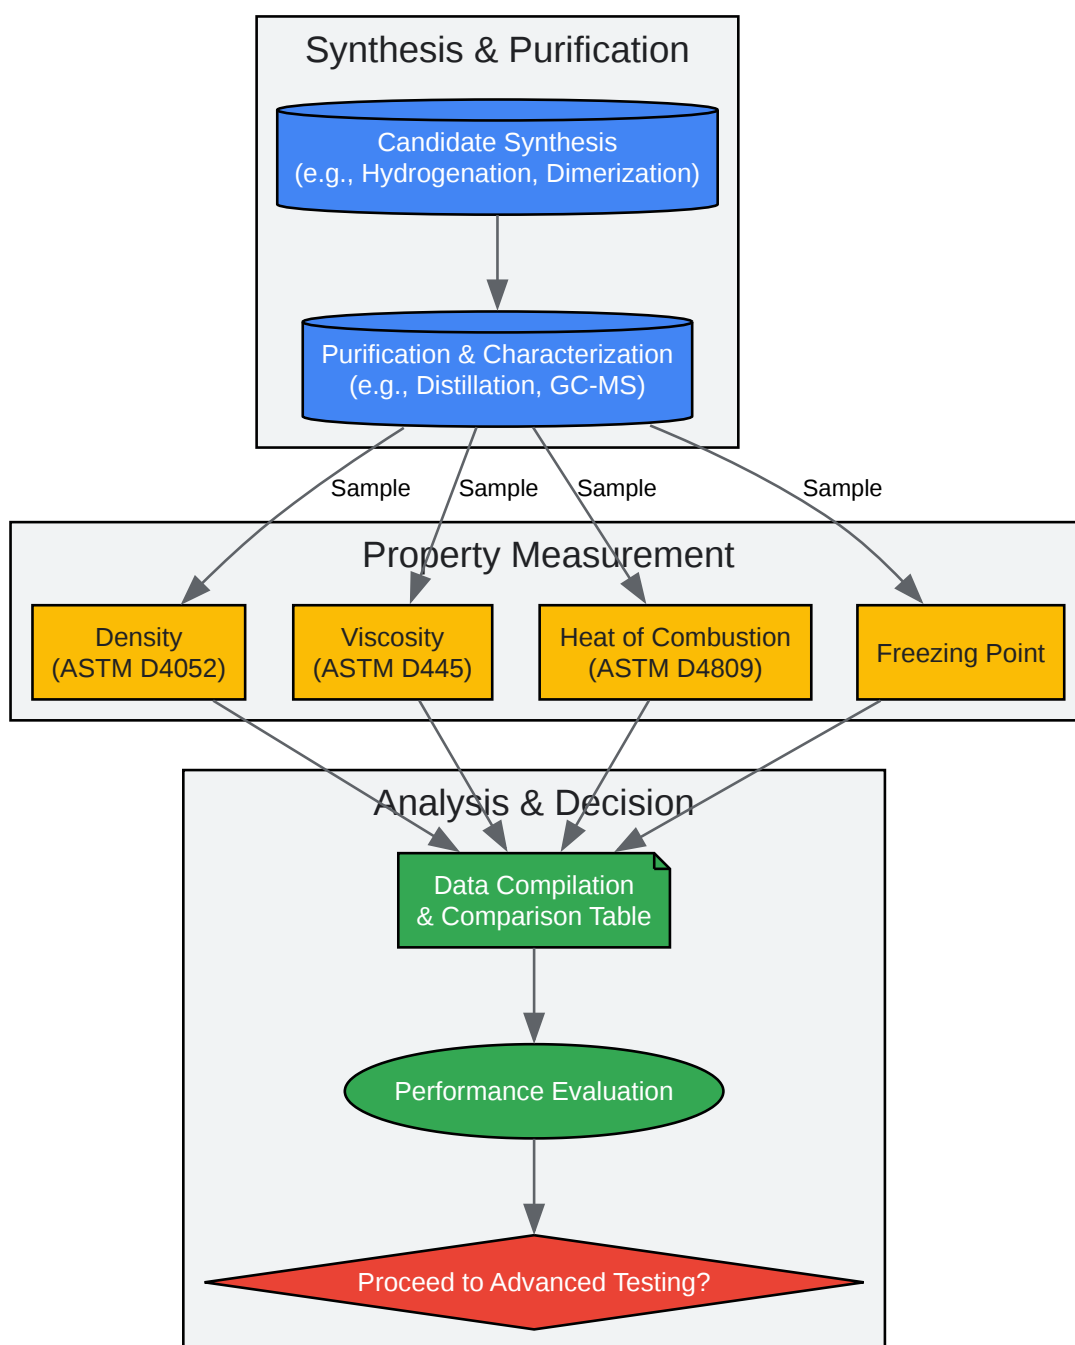 Synthesis & Purification
Candidate Synthesis
(e.g., Hydrogenation, Dimerization)
Purification & Characterization
(e.g., Distillation, GC-MS)
Sample
Sample
Sample
Sample
Property Measurement
Density
(ASTM D4052)
Viscosity
(ASTM D445)
Heat of Combustion
(ASTM D4809)
Freezing Point
Analysis & Decision
Data Compilation
& Comparison Table
Performance Evaluation
Proceed to Advanced Testing?